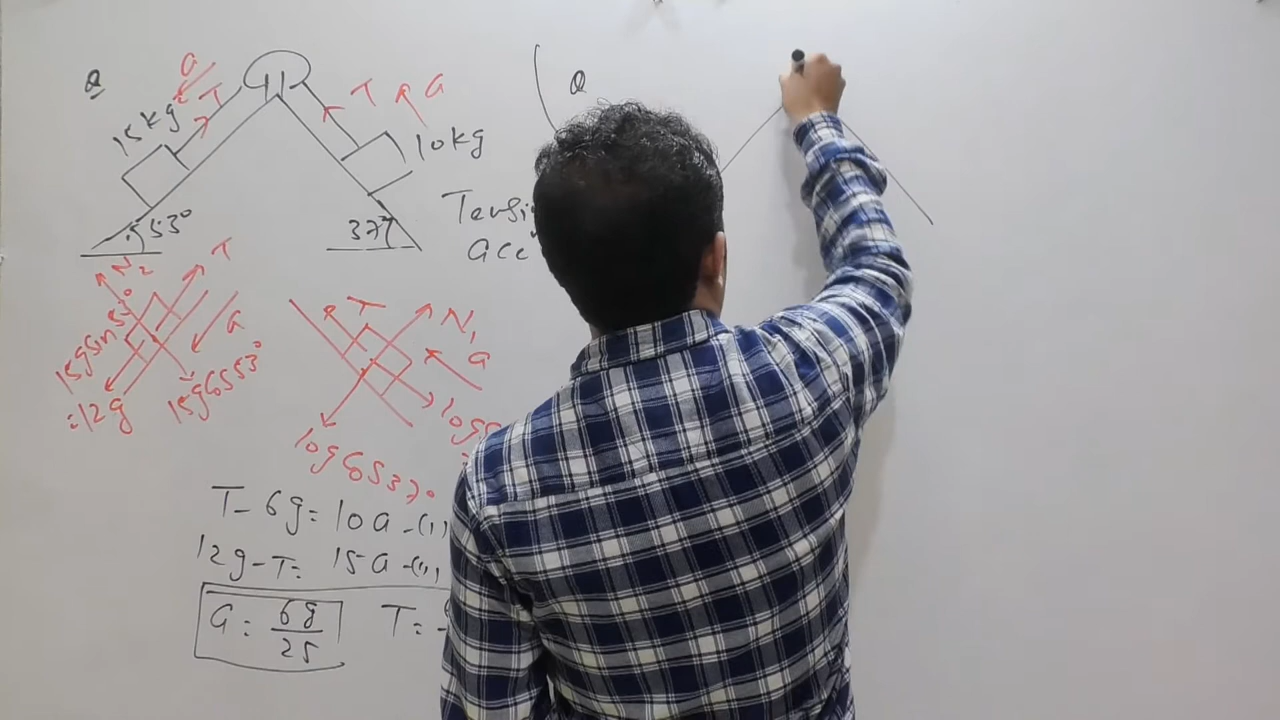 Q
a
T
15kg
T
a
10kg
53°
37°
Tensi
acc
N2
T
15gsin53°
=12g
a
15gcos53°
T
N1
a
10gcos37°
10g
T-6g=10a-(1)
12g-T=15a-(1)
a=6g/25
T=
Q